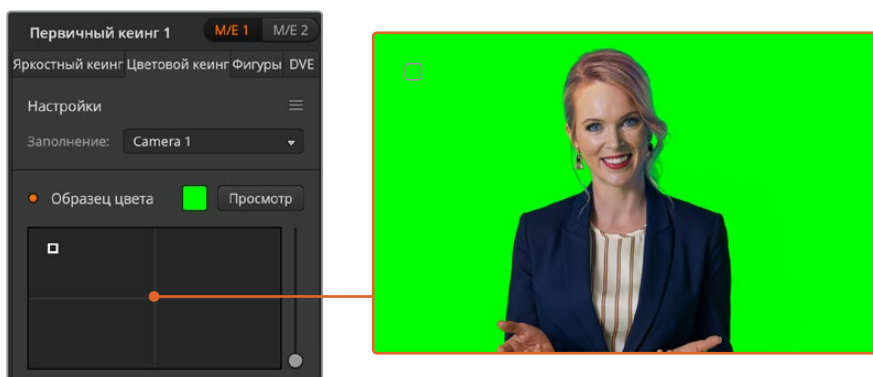 Первичный кеинг 1
M/E 1 M/E 2
Яркостный кеинг Цветовой кеинг Фигуры DVE
Настройки
Заполнение: Camera 1
Образец цвета Просмотр